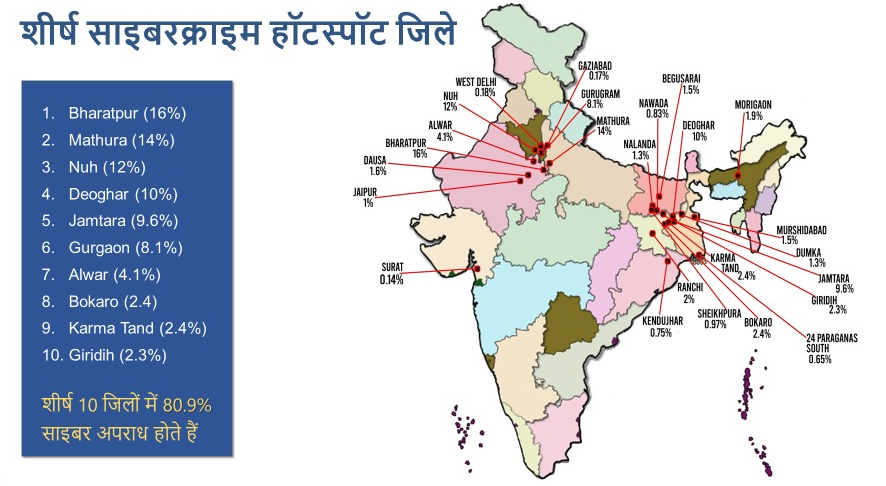 शीर्ष साइबरक्राइम हॉटस्पॉट जिले
1. Bharatpur (16%)
2. Mathura (14%)
3. Nuh (12%)
4. Deoghar (10%)
5. Jamtara (9.6%)
6. Gurgaon (8.1%)
7. Alwar (4.1%)
8. Bokaro (2.4)
9. Karma Tand (2.4%)
10. Giridih (2.3%)
शीर्ष 10 जिलों में 80.9%
साइबर अपराध होते हैं
GAZIABAD
0.17%
WEST DELHI
0.18%
NUH
12%
GURUGRAM
8.1%
ALWAR
4.1%
MATHURA
14%
BHARATPUR
16%
DAUSA
1.6%
JAIPUR
1%
SURAT
0.14%
BEGUSARAI
1.5%
NAWADA
0.83%
MORIGAON
1.9%
DEOGHAR
10%
NALANDA
1.3%
MURSHIDABAD
1.5%
DUMKA
1.3%
JAMTARA
9.6%
GIRIDIH
2.3%
KARMA
TAND
2.4%
RANCHI
2%
SHEIKHPURA
0.97%
KENDUJHAR
0.75%
BOKARO
2.4%
24 PARAGANAS
SOUTH
0.65%